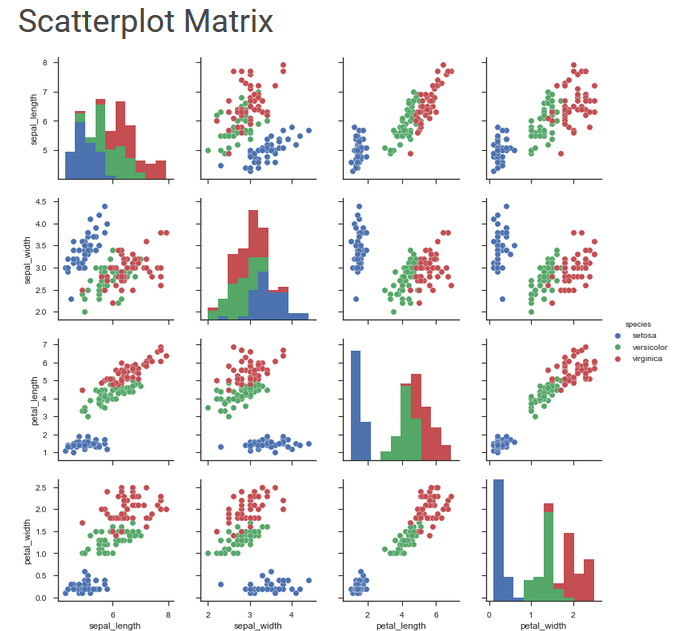 Scatterplot Matrix
8
7
6
5
sepal_length
4.5
4.0
3.5
3.0
2.5
2.0
sepal_width
species
setosa
versicolor
virginica
7
6
5
4
3
2
1
petal_length
2.5
2.0
1.5
1.0
0.5
0.0
petal_width
6 8
2 3 4
2 4 6
0 2
sepal_length sepal_width petal_length petal_width